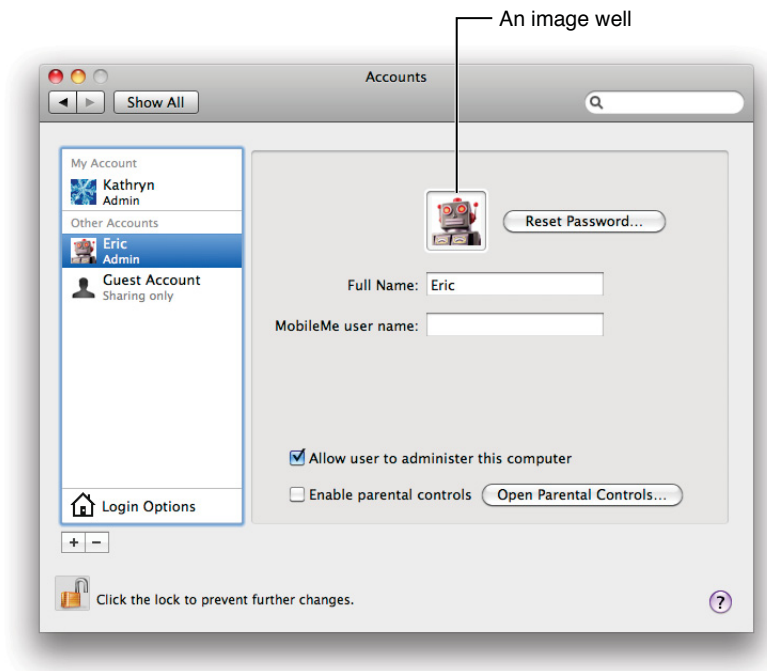 An image well
Accounts
Show All
My Account
Kathryn
Admin
Other Accounts
Eric
Admin
Guest Account
Sharing only
Login Options
Reset Password...
Full Name: Eric
MobileMe user name:
Allow user to administer this computer
Enable parental controls Open Parental Controls...
+ −
Click the lock to prevent further changes.
?